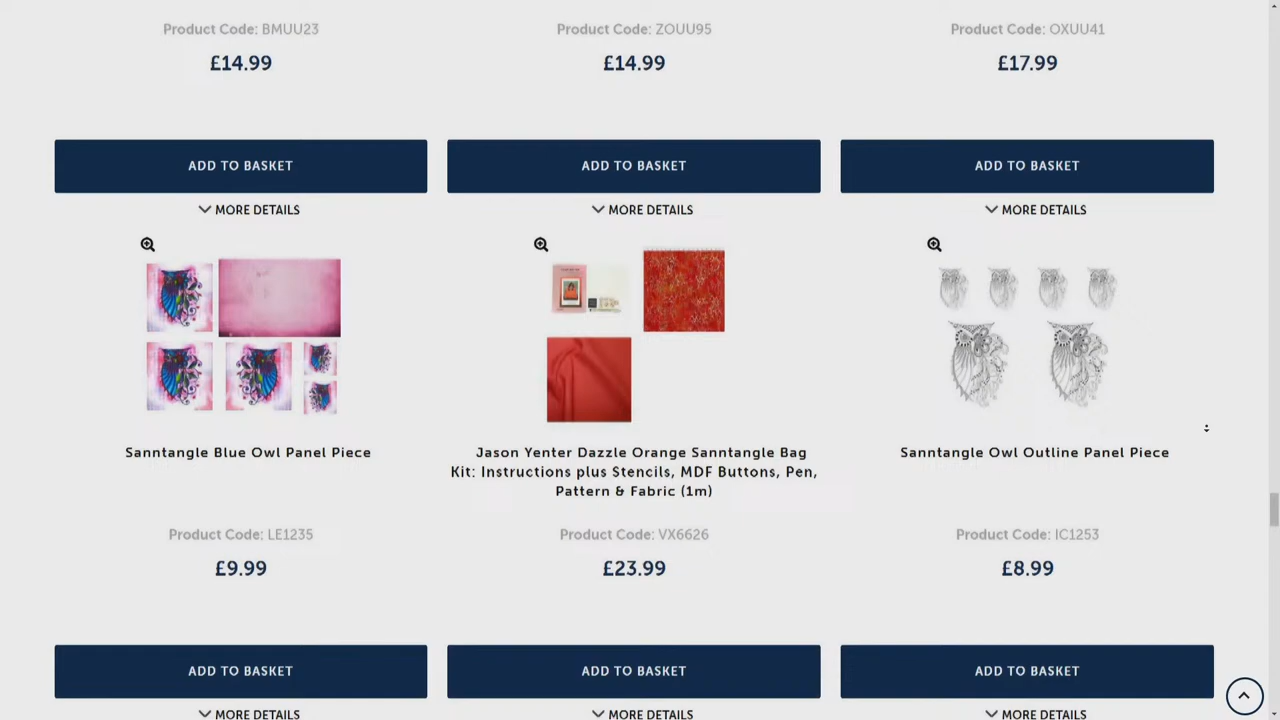 Product Code: BMUU23
Product Code: ZOUU95
Product Code: OXUU41
£14.99
£14.99
£17.99
ADD TO BASKET
ADD TO BASKET
ADD TO BASKET
MORE DETAILS
MORE DETAILS
MORE DETAILS
Sanntangle Blue Owl Panel Piece
Jason Yenter Dazzle Orange Sanntangle Bag
Kit: Instructions plus Stencils, MDF Buttons, Pen,
Pattern & Fabric (1m)
Sanntangle Owl Outline Panel Piece
Product Code: LE1235
Product Code: VX6626
Product Code: IC1253
£9.99
£23.99
£8.99
ADD TO BASKET
ADD TO BASKET
ADD TO BASKET
MORE DETAILS
MORE DETAILS
MORE DETAILS